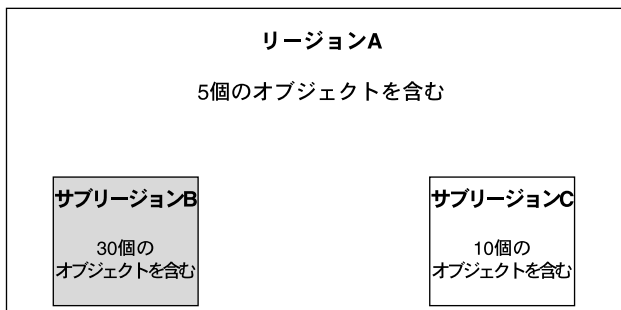 リージョンA
5個のオブジェクトを含む
サブリージョンB
30個の
オブジェクトを含む
サブリージョンC
10個の
オブジェクトを含む